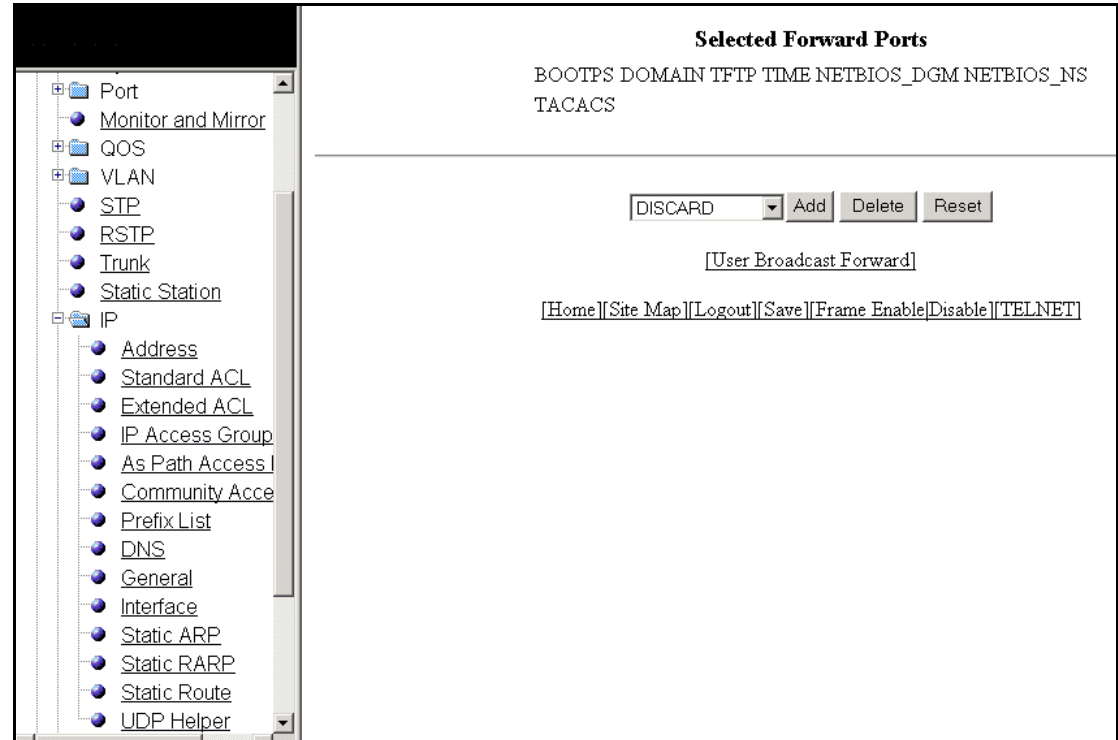 Port
Monitor and Mirror
QOS
VLAN
STP
RSTP
Trunk
Static Station
IP
Address
Standard ACL
Extended ACL
IP Access Group
As Path Access
Community Acce
Prefix List
DNS
General
Interface
Static ARP
Static RARP
Static Route
UDP Helper
Selected Forward Ports
BOOTPS DOMAIN TFTP TIME NETBIOS_DGM NETBIOS_NS
TACACS
DISCARD Add Delete Reset
[User Broadcast Forward]
[Home][Site Map][Logout][Save][Frame Enable|Disable][TELNET]